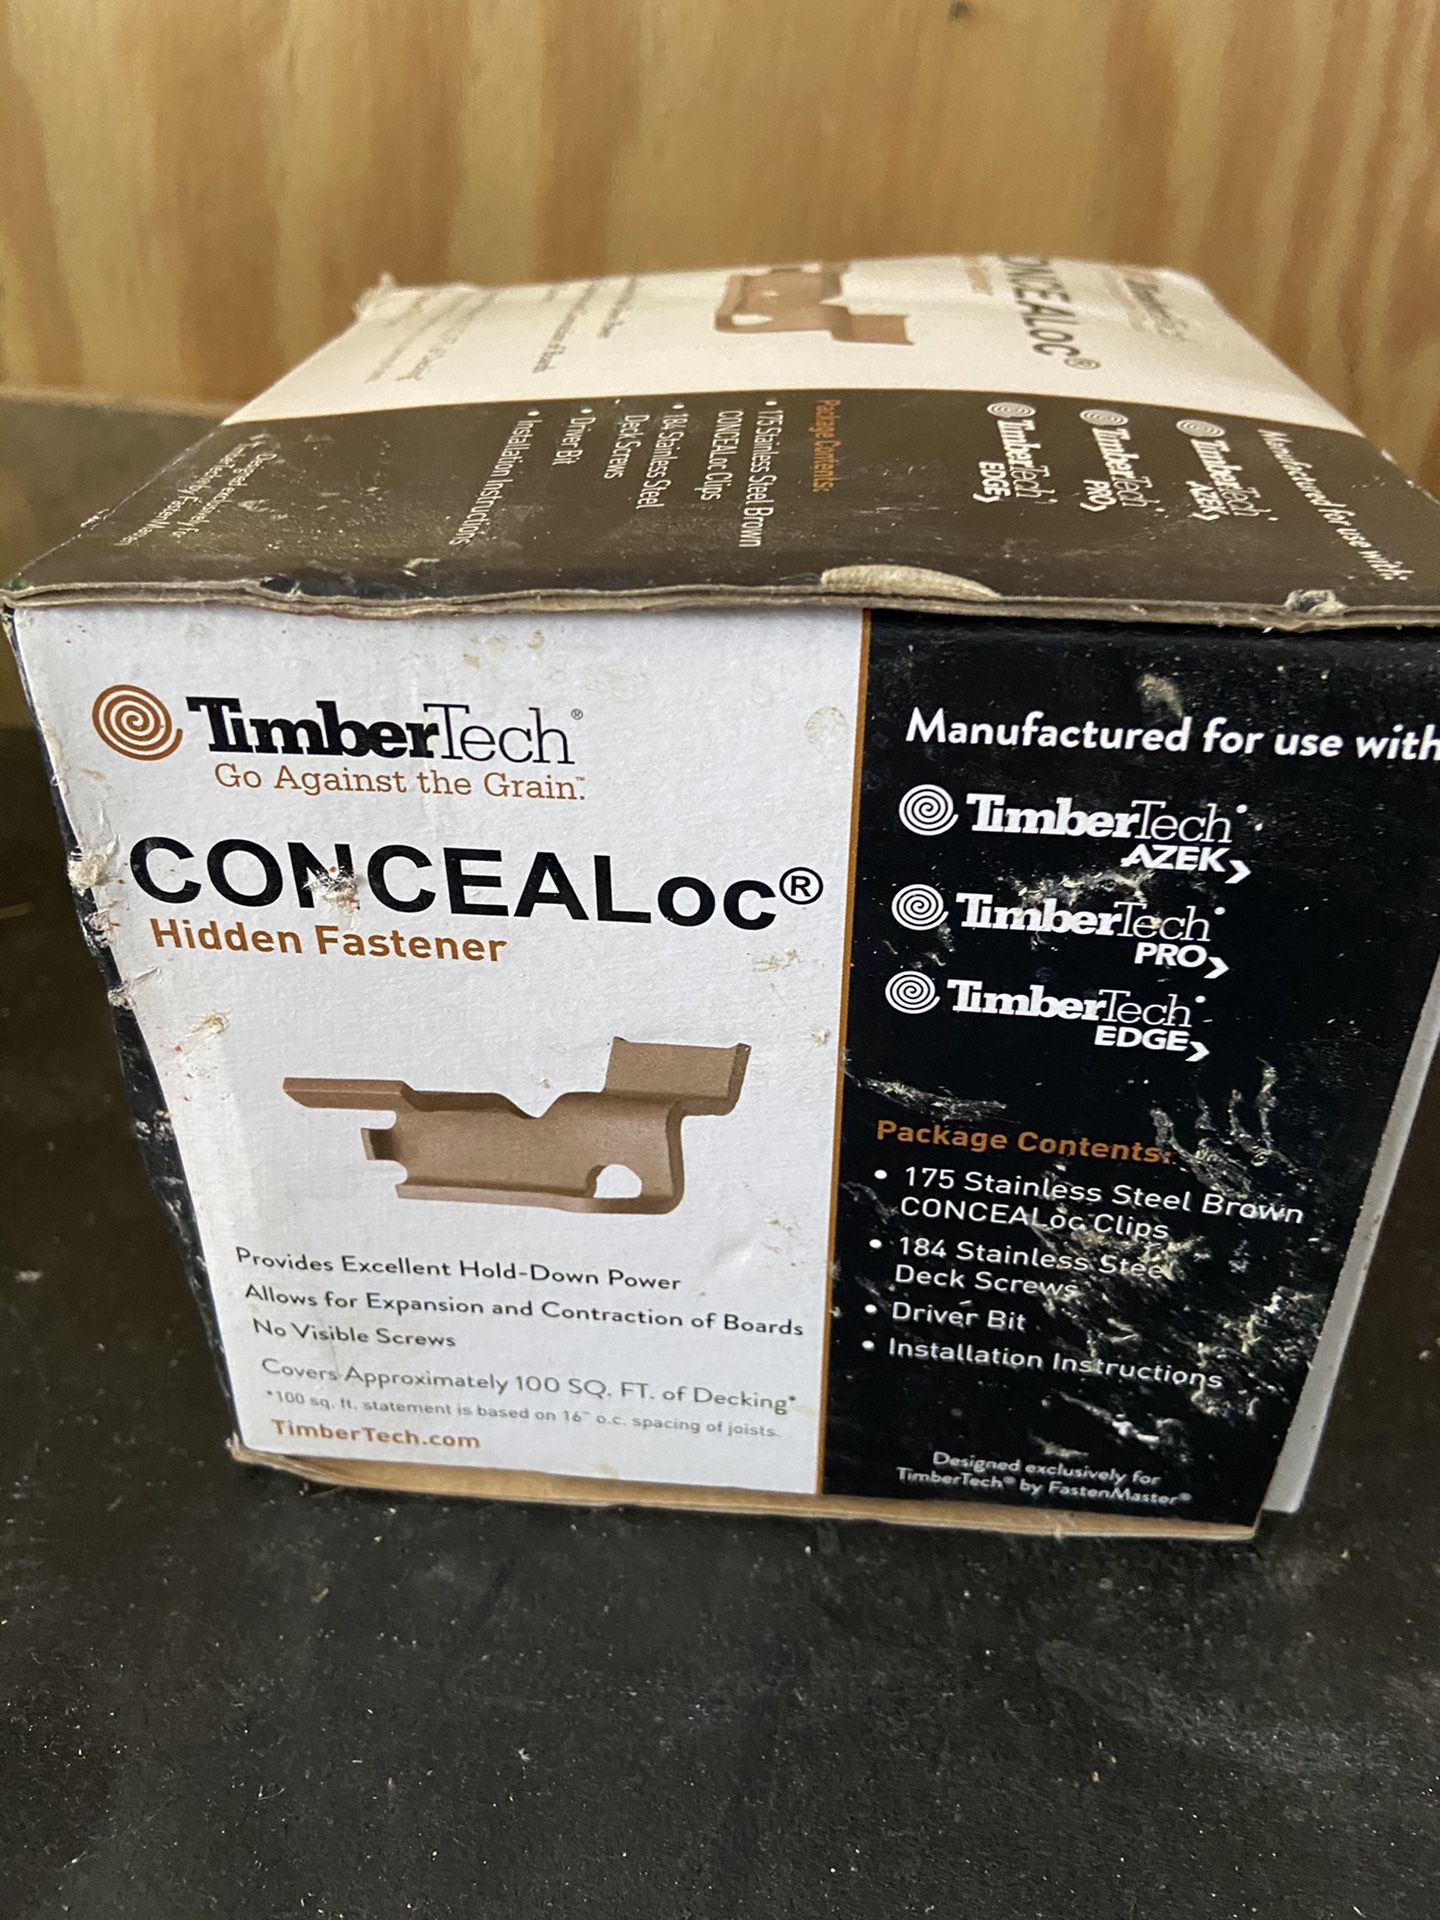 CONCEALoc®
Manufactured for use with:
TimberTech
AZEK
TimberTech
PRO
TimberTech
EDGE
Package Contents:
• 175 Stainless Steel Brown
CONCEALoc Clips
• 184 Stainless Steel
Deck Screws
• Driver Bit
• Installation Instructions
TimberTech®
Go Against the Grain.™
CONCEALoc®
Hidden Fastener
Provides Excellent Hold-Down Power
Allows for Expansion and Contraction of Boards
No Visible Screws
Covers Approximately 100 SQ. FT. of Decking*
*100 sq. ft. statement is based on 16" o.c. spacing of joists.
TimberTech.com
Manufactured for use with
TimberTech
AZEK
TimberTech
PRO
TimberTech
EDGE
Package Contents:
• 175 Stainless Steel Brown
CONCEALoc Clips
• 184 Stainless Steel
Deck Screws
• Driver Bit
• Installation Instructions
Designed exclusively for
TimberTech® by FastenMaster®